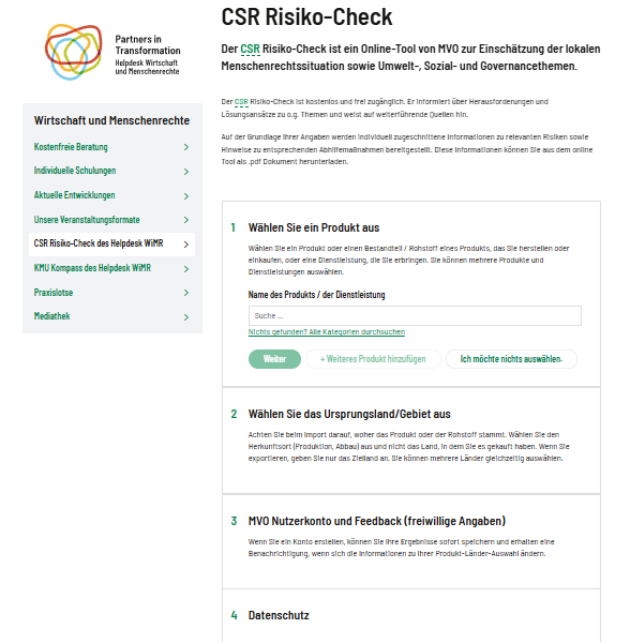 CSR Risiko-Check
Partners in
Transformation
Helpdesk Wirtschaft
und Menschenrechte
Der CSR Risiko-Check ist ein Online-Tool von MVO zur Einschätzung der lokalen
Menschenrechtssituation sowie Umwelt-, Sozial- und Governancethemen.
Wirtschaft und Menschenrechte
Kostenfreie Beratung
Individuelle Schulungen
Aktuelle Entwicklungen
Unsere Veranstaltungsformate
CSR Risiko-Check des Helpdesk WiMR
KMU Kompass des Helpdesk WiMR
Praxislotse
Mediathek
Der CSR Risiko-Check ist kostenlos und frei zugänglich. Er informiert über Herausforderungen und
Lösungsansätze zu o.g. Themen und weist auf weiterführende Quellen hin.
Auf der Grundlage Ihrer Angaben werden individuell zugeschnittene Informationen zu relevanten Risiken sowie
Hinweise zu entsprechenden Abhilfemaßnahmen bereitgestellt. Diese Informationen können Sie aus dem online
Tool als .pdf Dokument herunterladen.
1 Wählen Sie ein Produkt aus
Wählen Sie ein Produkt oder einen Bestandteil / Rohstoff eines Produkts, das Sie herstellen oder
einkaufen, oder eine Dienstleistung, die Sie erbringen. Sie können mehrere Produkte und
Dienstleistungen auswählen.
Name des Produkts / der Dienstleistung
Suche ...
Nichts gefunden? Alle Kategorien durchsuchen
Weiter + Weiteres Produkt hinzufügen Ich möchte nichts auswählen.
2 Wählen Sie das Ursprungsland/Gebiet aus
Achten Sie beim Import darauf, woher das Produkt oder der Rohstoff stammt. Wählen Sie den
Herkunftsort (Produktion, Abbau) aus und nicht das Land, in dem Sie es gekauft haben. Wenn Sie
exportieren, geben Sie nur das Zielland an. Sie können mehrere Länder gleichzeitig auswählen.
3 MVO Nutzerkonto und Feedback (freiwillige Angaben)
Wenn Sie ein Konto erstellen, können Sie Ihre Ergebnisse sofort speichern und erhalten eine
Benachrichtigung, wenn sich die Informationen zu Ihrer Produkt-Länder-Auswahl ändern.
4 Datenschutz